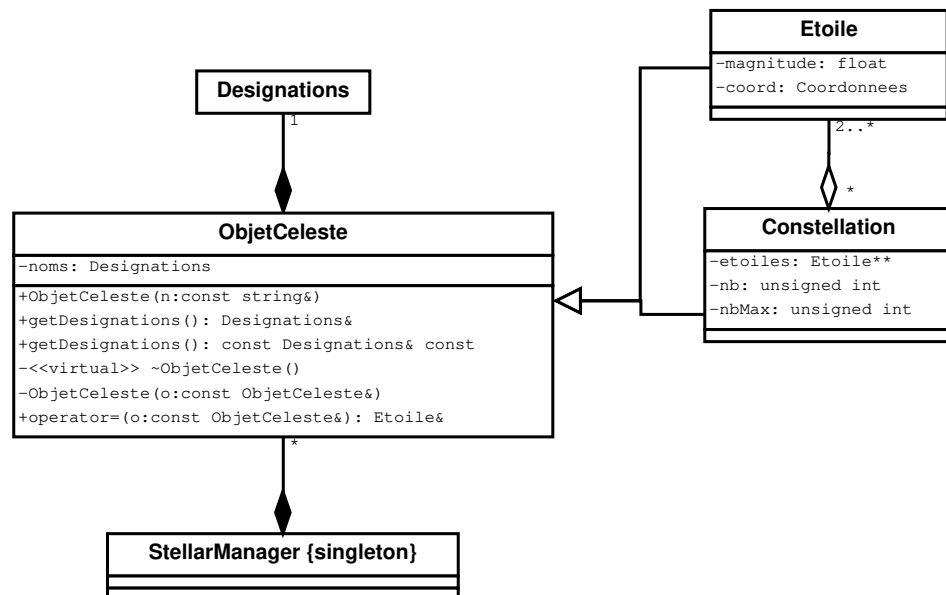 Etoile
-magnitude: float
-coord: Coordonnees
2..*
*
Designations
1
ObjetCeleste
-noms: Designations
+ObjetCeleste(n:const string&)
+getDesignations(): Designations&
+getDesignations(): const Designations& const
-<<virtual>> ~ObjetCeleste()
-ObjetCeleste(o:const ObjetCeleste&)
+operator=(o:const ObjetCeleste&): Etoile&
*
Constellation
-etoiles: Etoile**
-nb: unsigned int
-nbMax: unsigned int
StellarManager {singleton}